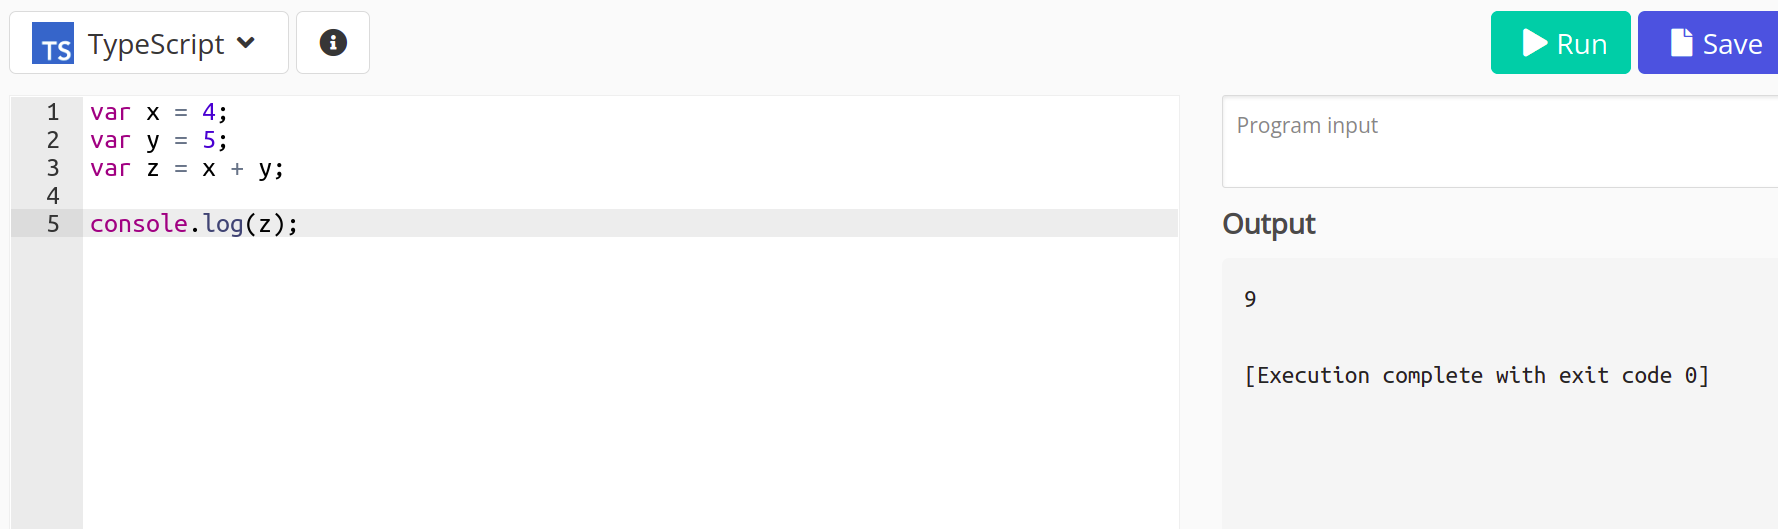 TS TypeScript
Run
Save
1 var x = 4;
2 var y = 5;
3 var z = x + y;
4
5 console.log(z);
Program input
Output
9
[Execution complete with exit code 0]